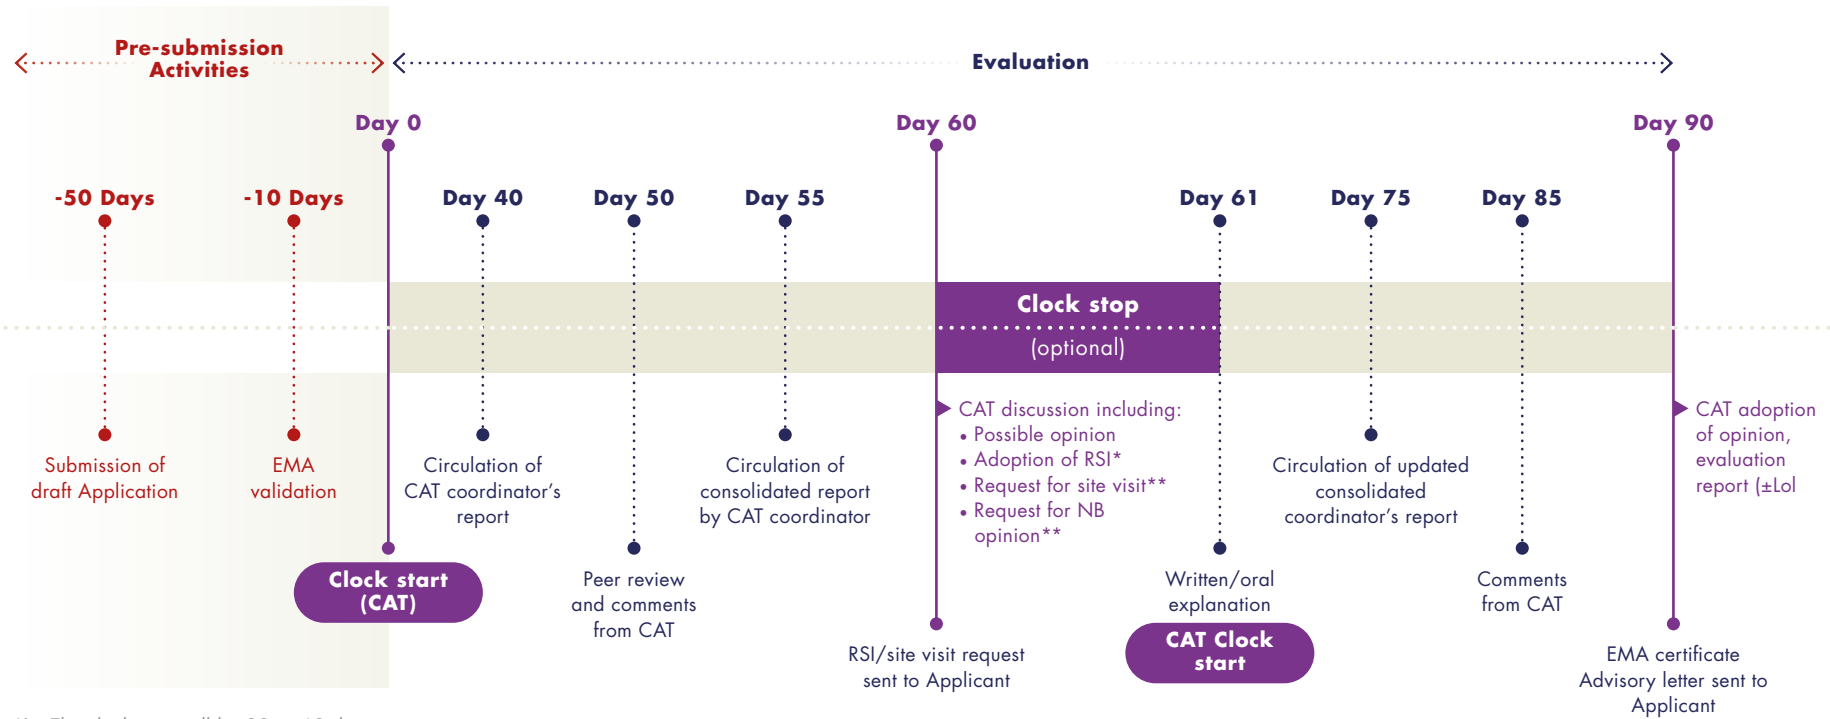 Pre-submission
Activities
Evaluation
Day 0
Day 60
Day 90
-50 Days
-10 Days
Day 40
Day 50
Day 55
Day 61
Day 75
Day 85
Clock stop
(optional)
Submission of
draft Application
EMA
validation
Clock start
(CAT)
Circulation of
CAT coordinator's
report
Peer review
and comments
from CAT
Circulation of
consolidated report
by CAT coordinator
CAT discussion including:
• Possible opinion
• Adoption of RSI*
• Request for site visit**
• Request for NB
opinion**
RSI/site visit request
sent to Applicant
Written/oral
explanation
CAT Clock
start
Circulation of updated
consolidated
coordinator's report
Comments
from CAT
CAT adoption
of opinion,
evaluation
report (±LoI
EMA certificate
Advisory letter sent to
Applicant